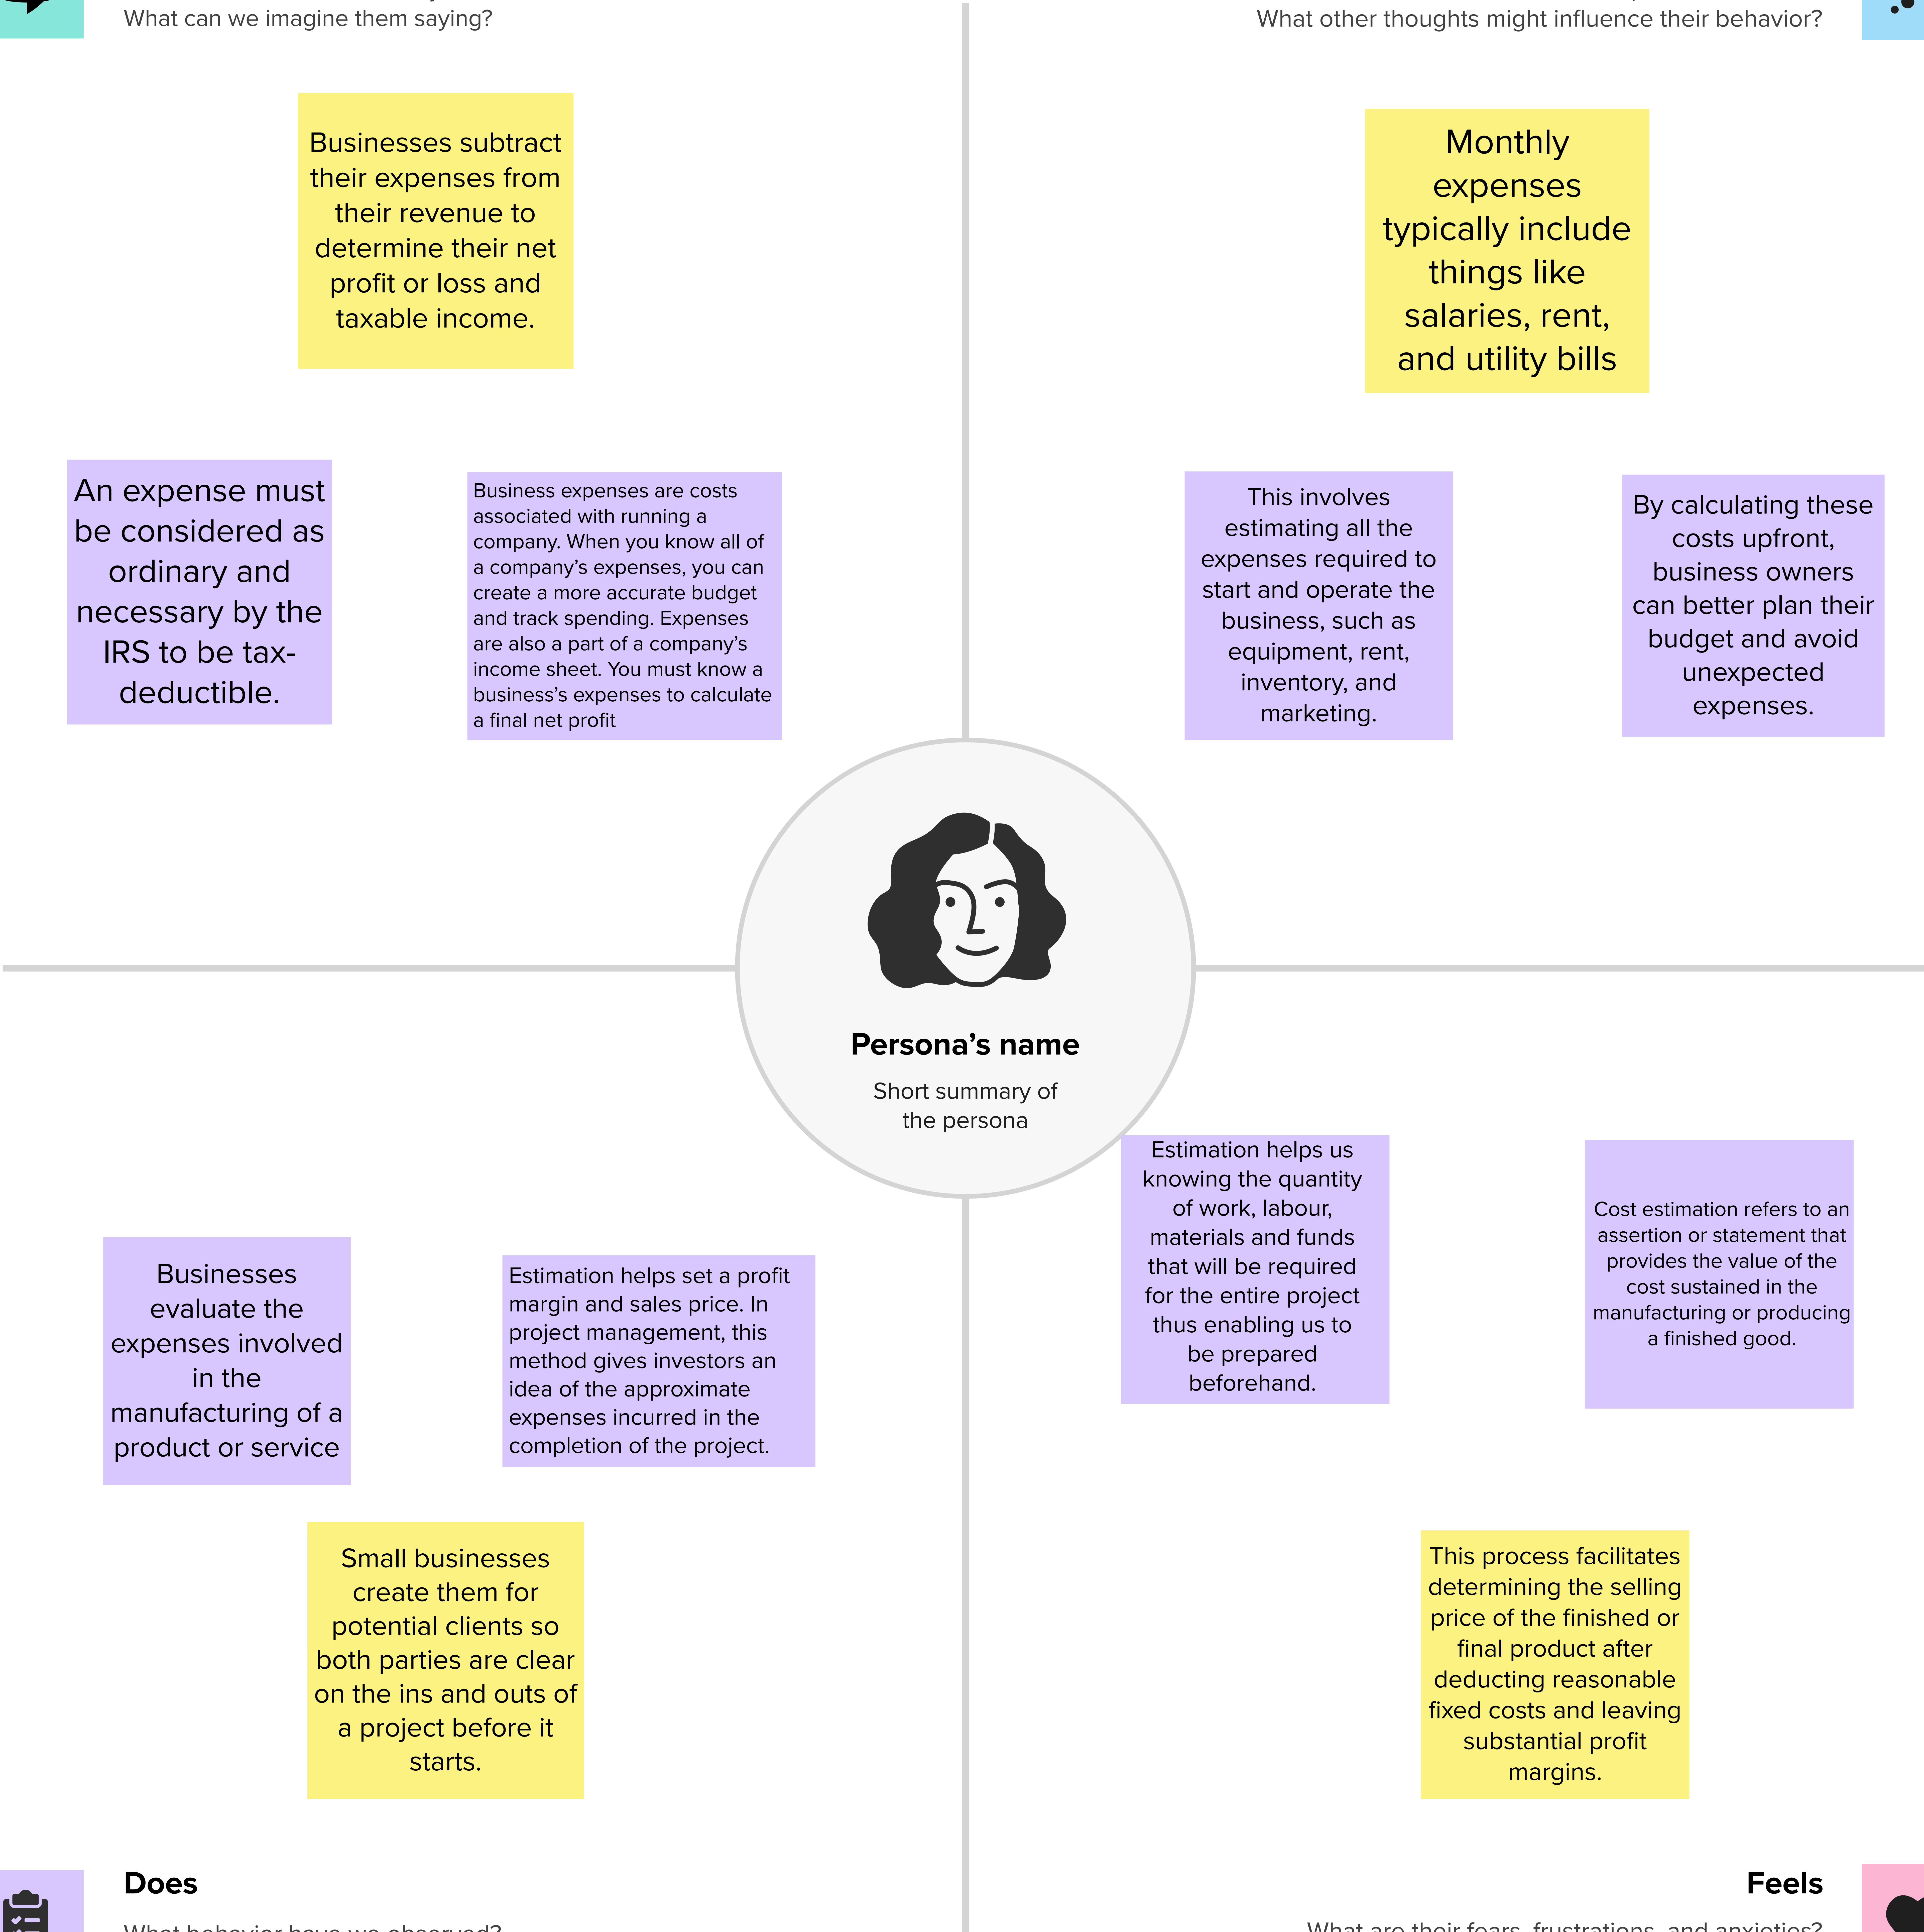 What can we imagine them saying?
What other thoughts might influence their behavior?
Businesses subtract
their expenses from
their revenue to
determine their net
profit or loss and
taxable income.
Monthly
expenses
typically include
things like
salaries, rent,
and utility bills
An expense must
be considered as
ordinary and
necessary by the
IRS to be tax-
deductible.
Business expenses are costs
associated with running a
company. When you know all of
a company’s expenses, you can
create a more accurate budget
and track spending. Expenses
are also a part of a company’s
income sheet. You must know a
business’s expenses to calculate
a final net profit
This involves
estimating all the
expenses required to
start and operate the
business, such as
equipment, rent,
inventory, and
marketing.
By calculating these
costs upfront,
business owners
can better plan their
budget and avoid
unexpected
expenses.
Persona’s name
Short summary of
the persona
Businesses
evaluate the
expenses involved
in the
manufacturing of a
product or service
Estimation helps set a profit
margin and sales price. In
project management, this
method gives investors an
idea of the approximate
expenses incurred in the
completion of the project.
Small businesses
create them for
potential clients so
both parties are clear
on the ins and outs of
a project before it
starts.
Estimation helps us
knowing the quantity
of work, labour,
materials and funds
that will be required
for the entire project
thus enabling us to
be prepared
beforehand.
Cost estimation refers to an
assertion or statement that
provides the value of the
cost sustained in the
manufacturing or producing
a finished good.
This process facilitates
determining the selling
price of the finished or
final product after
deducting reasonable
fixed costs and leaving
substantial profit
margins.
Does
What behavior have we observed?
Feels
What are their fears, frustrations, and anxieties?